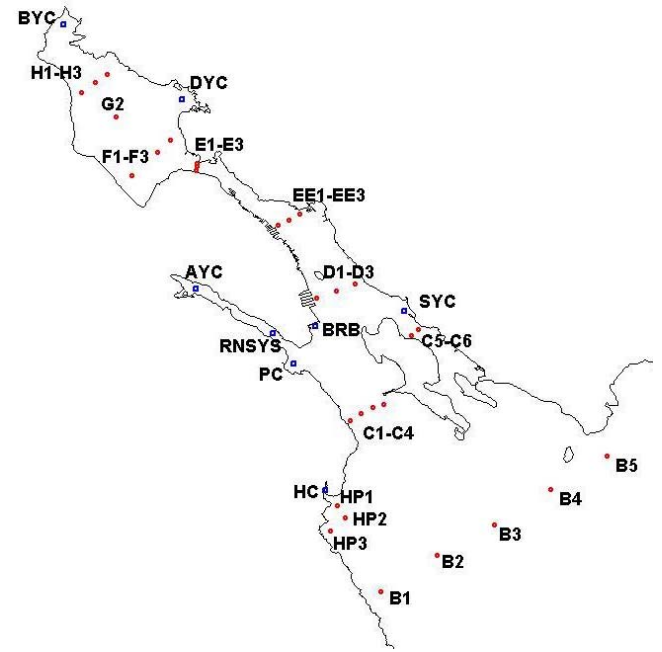 BYC
H1-H3
DYC
G2
E1-E3
F1-F3
EE1-EE3
AYC
D1-D3
SYC
BRB
RNSYS
C5-C6
PC
C1-C4
B5
HC
B4
HP1
HP2
B3
HP3
B2
B1